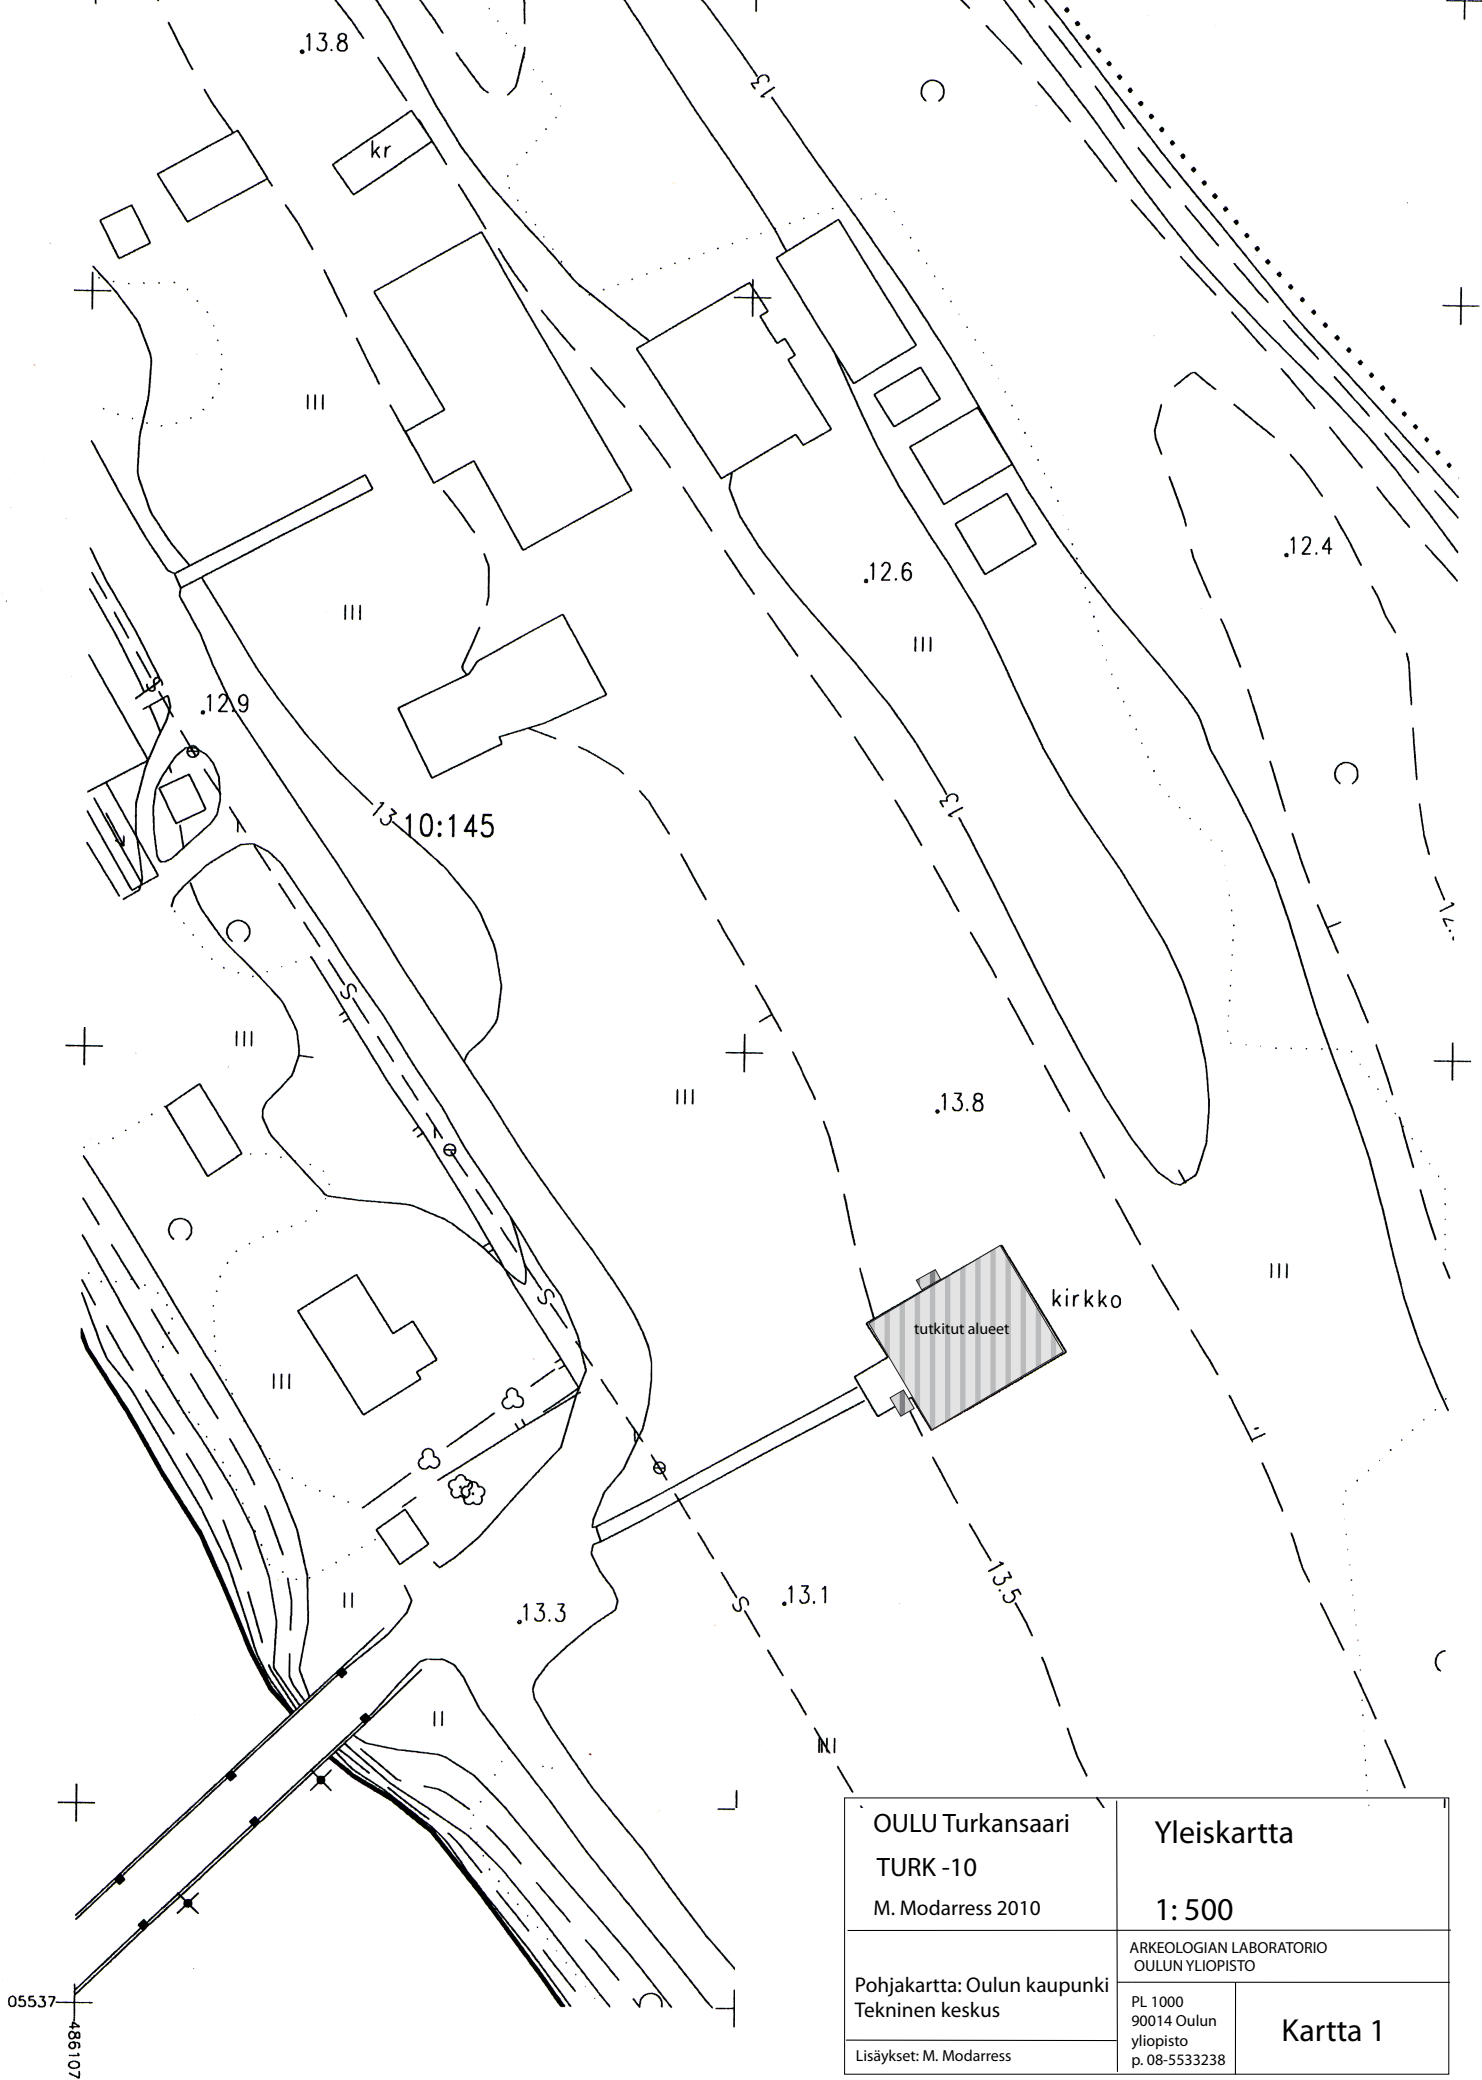 13.8
13
kr
III
12.4
12.6
III
III
12.9
13
13
10:145
S
III
III
13.8
III
kirkko
tutkitut alueet
S
III
13.5
13.1
S
13.3
II
II
III
OULU Turkansaari
TURK -10
M. Modarress 2010
Yleiskartta
1: 500
ARKEOLOGIAN LABORATORIO
OULUN YLIOPISTO
Pohjakartta: Oulun kaupunki
Tekninen keskus
PL 1000
90014 Oulun
yliopisto
p. 08-5533238
Kartta 1
Lisäykset: M. Modarress
05537
486107